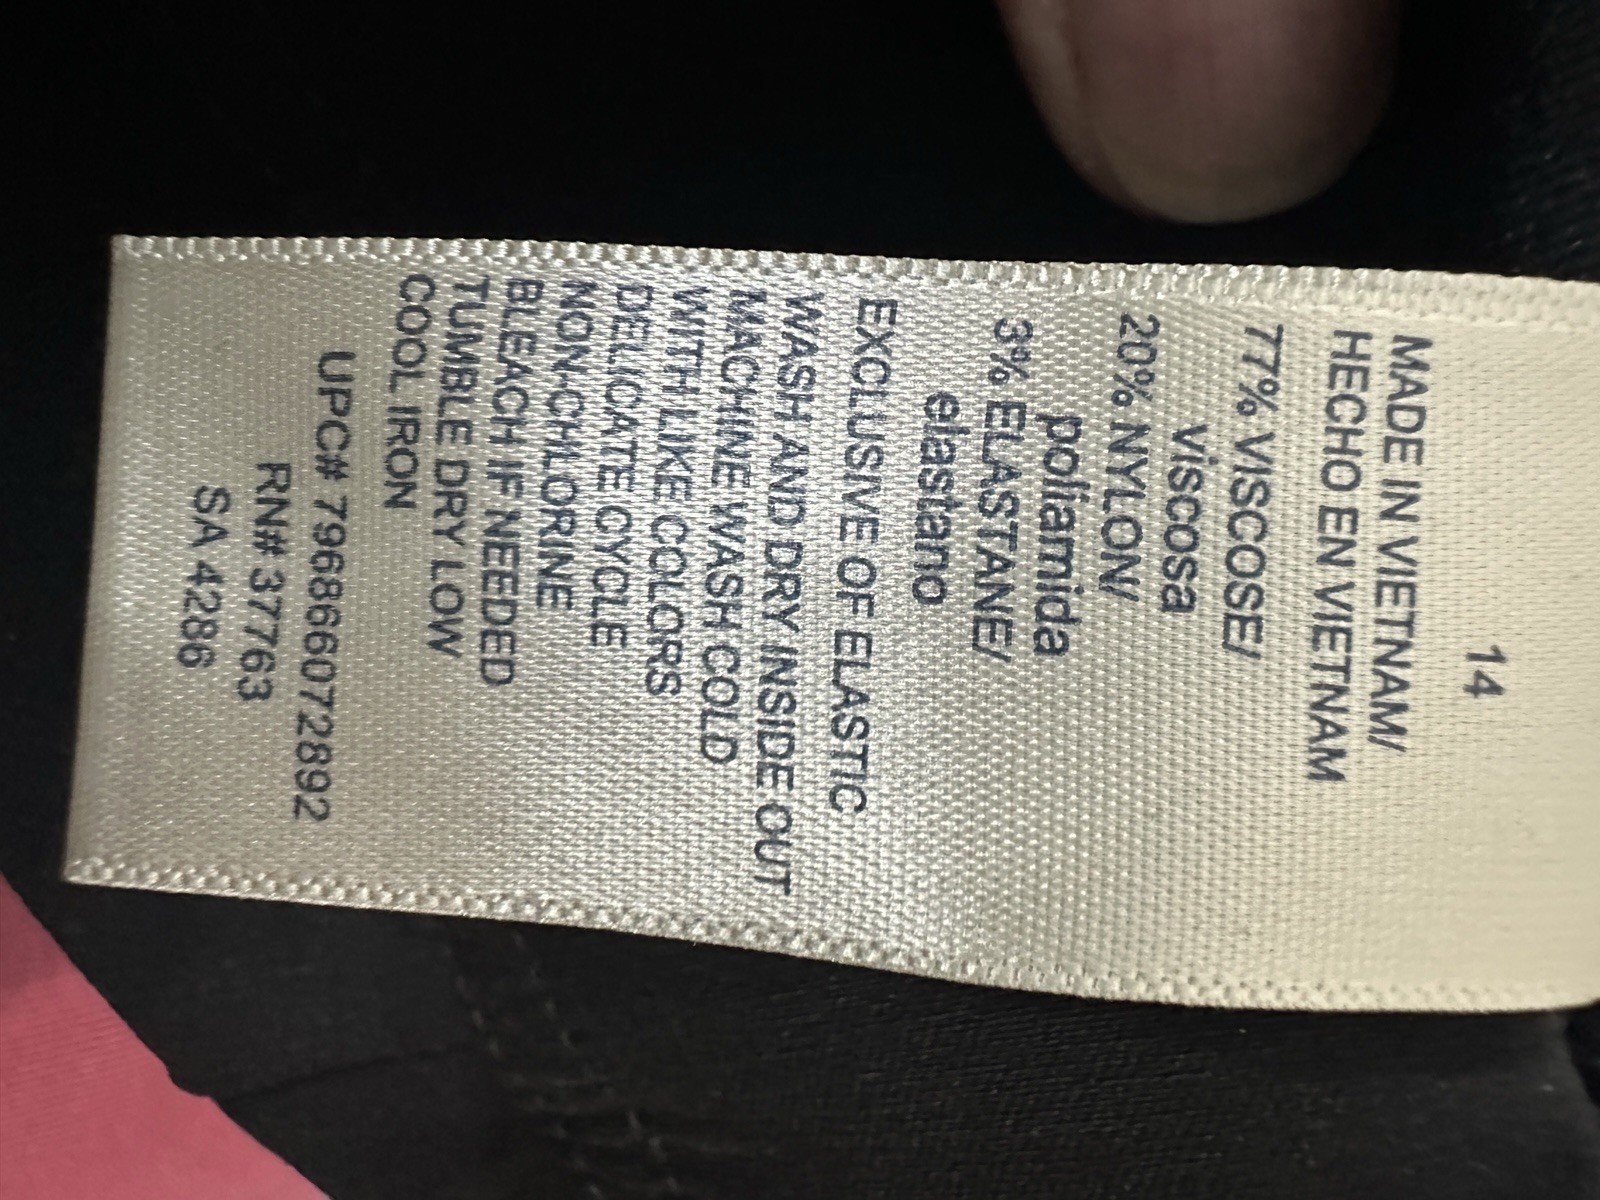 14
MADE IN VIETNAM/
HECHO EN VIETNAM
77% VISCOSE/
viscosa
20% NYLON
poliamida
3% ELASTANE/
elastano
EXCLUSIVE OF ELASTIC
WASH AND DRY INSIDE OUT
MACHINE WASH COLD
WITH LIKE COLORS
DELICATE GYCLE
NON-CHLORINE
BLEACH IF NEEDED
TUMBLE DRY LOW
COOL IRON
UPC# 796866072892
RN# 37763
SA 4286